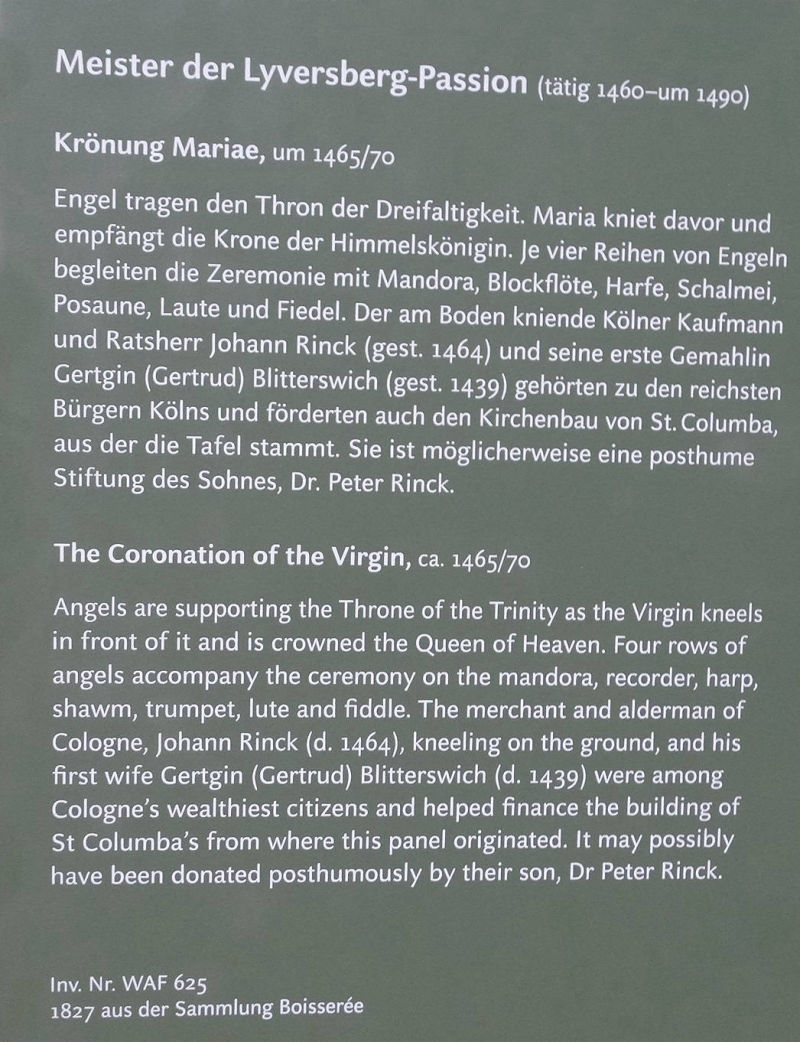 Meister der Lyversberg-Passion (tätig 1460–um 1490)
Krönung Mariae, um 1465/70
Engel tragen den Thron der Dreifaltigkeit. Maria kniet davor und
empfängt die Krone der Himmelskönigin. Je vier Reihen von Engeln
begleiten die Zeremonie mit Mandora, Blockflöte, Harfe, Schalmei,
Posaune, Laute und Fiedel. Der am Boden kniende Kölner Kaufmann
und Ratsherr Johann Rinck (gest. 1464) und seine erste Gemahlin
Gertgin (Gertrud) Blitterswich (gest. 1439) gehörten zu den reichsten
Bürgern Kölns und förderten auch den Kirchenbau von St. Columba,
aus der die Tafel stammt. Sie ist möglicherweise eine posthume
Stiftung des Sohnes, Dr. Peter Rinck.
The Coronation of the Virgin, ca. 1465/70
Angels are supporting the Throne of the Trinity as the Virgin kneels
in front of it and is crowned the Queen of Heaven. Four rows of
angels accompany the ceremony on the mandora, recorder, harp,
shawm, trumpet, lute and fiddle. The merchant and alderman of
Cologne, Johann Rinck (d. 1464), kneeling on the ground, and his
first wife Gertgin (Gertrud) Blitterswich (d. 1439) were among
Cologne's wealthiest citizens and helped finance the building of
St Columba's from where this panel originated. It may possibly
have been donated posthumously by their son, Dr Peter Rinck.
Inv. Nr. WAF 625
1827 aus der Sammlung Boisserée